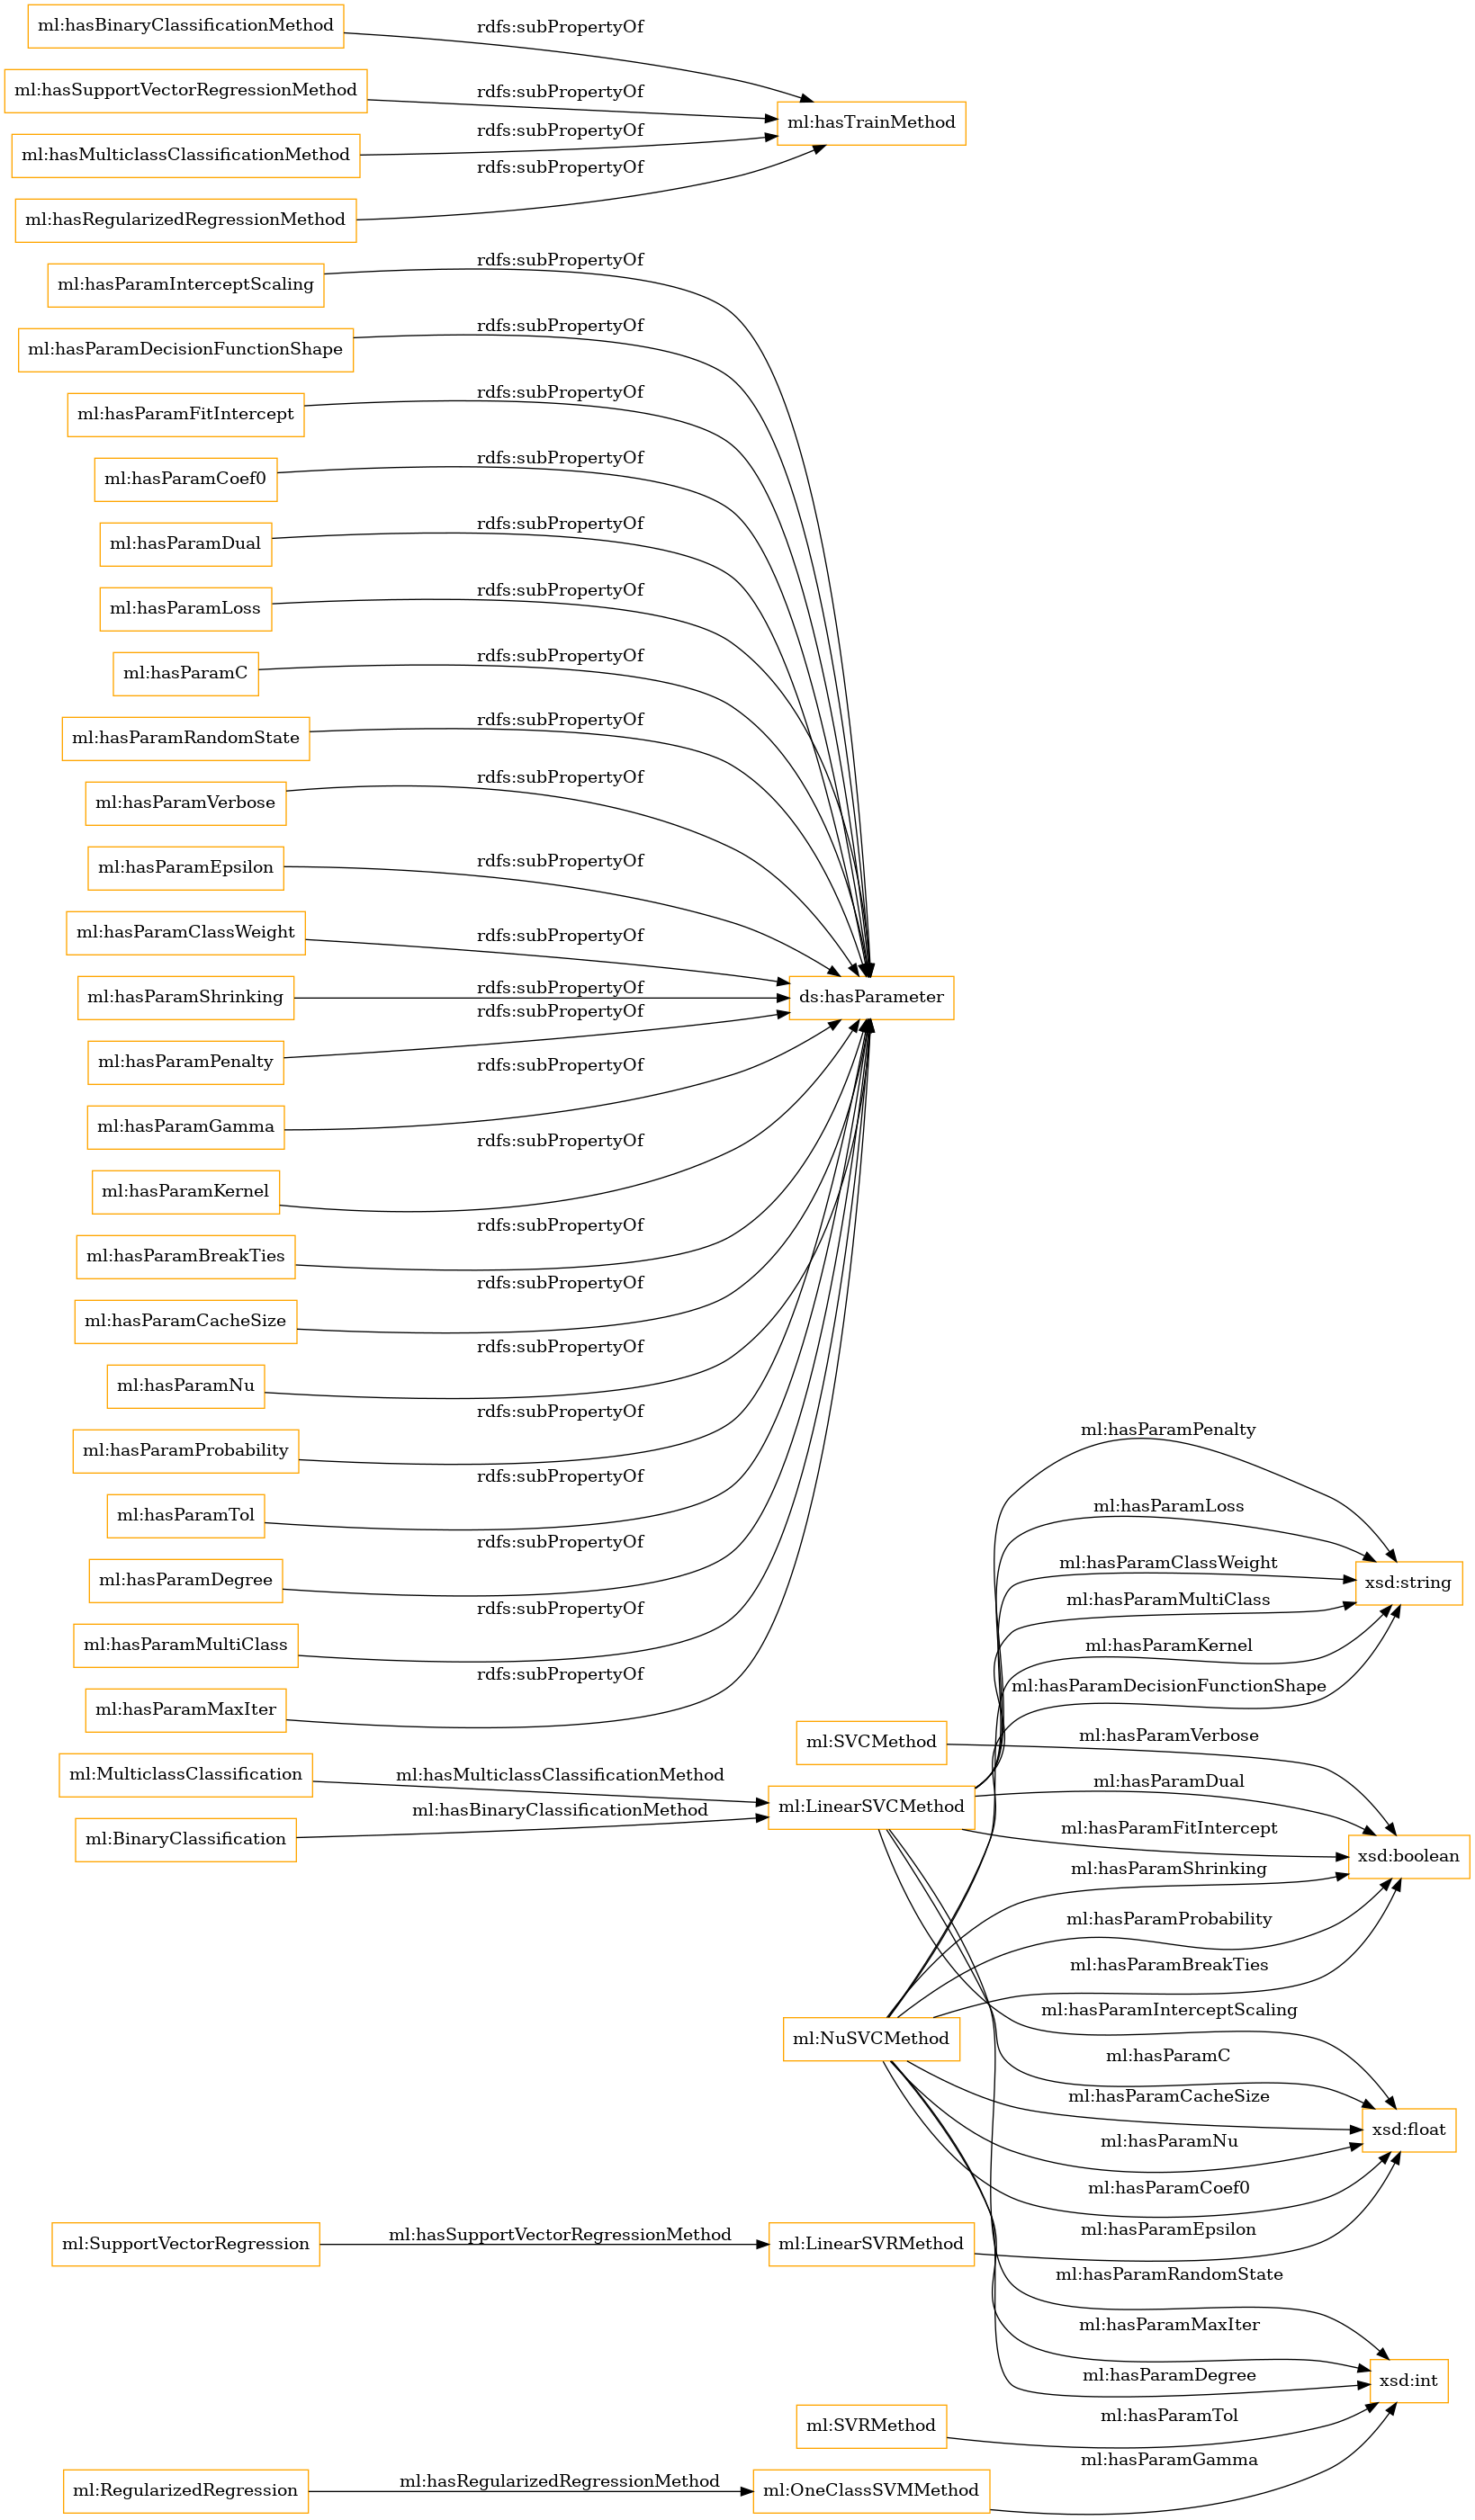 ml:hasBinaryClassificationMethod
rdfs:subPropertyOf
ml:hasSupportVectorRegressionMethod
rdfs:subPropertyOf
ml:hasTrainMethod
ml:hasMulticlassClassificationMethod
rdfs:subPropertyOf
ml:hasRegularizedRegressionMethod
rdfs:subPropertyOf
ml:hasParamInterceptScaling
rdfs:subPropertyOf
ml:hasParamDecisionFunctionShape
rdfs:subPropertyOf
ml:hasParamFitIntercept
rdfs:subPropertyOf
ml:hasParamCoef0
rdfs:subPropertyOf
ml:hasParamDual
rdfs:subPropertyOf
ml:hasParamLoss
rdfs:subPropertyOf
ml:hasParamC
rdfs:subPropertyOf
ml:hasParamRandomState
rdfs:subPropertyOf
ml:hasParamVerbose
rdfs:subPropertyOf
ml:hasParamEpsilon
rdfs:subPropertyOf
ml:hasParamClassWeight
rdfs:subPropertyOf
ml:hasParamShrinking
rdfs:subPropertyOf
ds:hasParameter
ml:hasParamPenalty
rdfs:subPropertyOf
ml:hasParamGamma
rdfs:subPropertyOf
ml:hasParamKernel
rdfs:subPropertyOf
ml:hasParamBreakTies
rdfs:subPropertyOf
ml:hasParamCacheSize
rdfs:subPropertyOf
ml:hasParamNu
rdfs:subPropertyOf
ml:hasParamProbability
rdfs:subPropertyOf
ml:hasParamTol
rdfs:subPropertyOf
ml:hasParamDegree
rdfs:subPropertyOf
ml:hasParamMultiClass
rdfs:subPropertyOf
ml:hasParamMaxIter
rdfs:subPropertyOf
ml:hasParamPenalty
ml:hasParamLoss
ml:hasParamClassWeight
xsd:string
ml:hasParamMultiClass
ml:hasParamKernel
ml:hasParamDecisionFunctionShape
ml:SVCMethod
ml:hasParamVerbose
ml:MulticlassClassification
ml:hasMulticlassClassificationMethod
ml:LinearSVCMethod
ml:hasParamDual
ml:BinaryClassification
ml:hasBinaryClassificationMethod
ml:hasParamFitIntercept
xsd:boolean
ml:hasParamShrinking
ml:hasParamProbability
ml:hasParamBreakTies
ml:hasParamInterceptScaling
ml:NuSVCMethod
ml:hasParamC
ml:hasParamCacheSize
xsd:float
ml:hasParamNu
ml:hasParamCoef0
ml:SupportVectorRegression
ml:hasSupportVectorRegressionMethod
ml:LinearSVRMethod
ml:hasParamEpsilon
ml:hasParamRandomState
ml:hasParamMaxIter
ml:hasParamDegree
xsd:int
ml:SVRMethod
ml:hasParamTol
ml:hasParamGamma
ml:RegularizedRegression
ml:hasRegularizedRegressionMethod
ml:OneClassSVMMethod